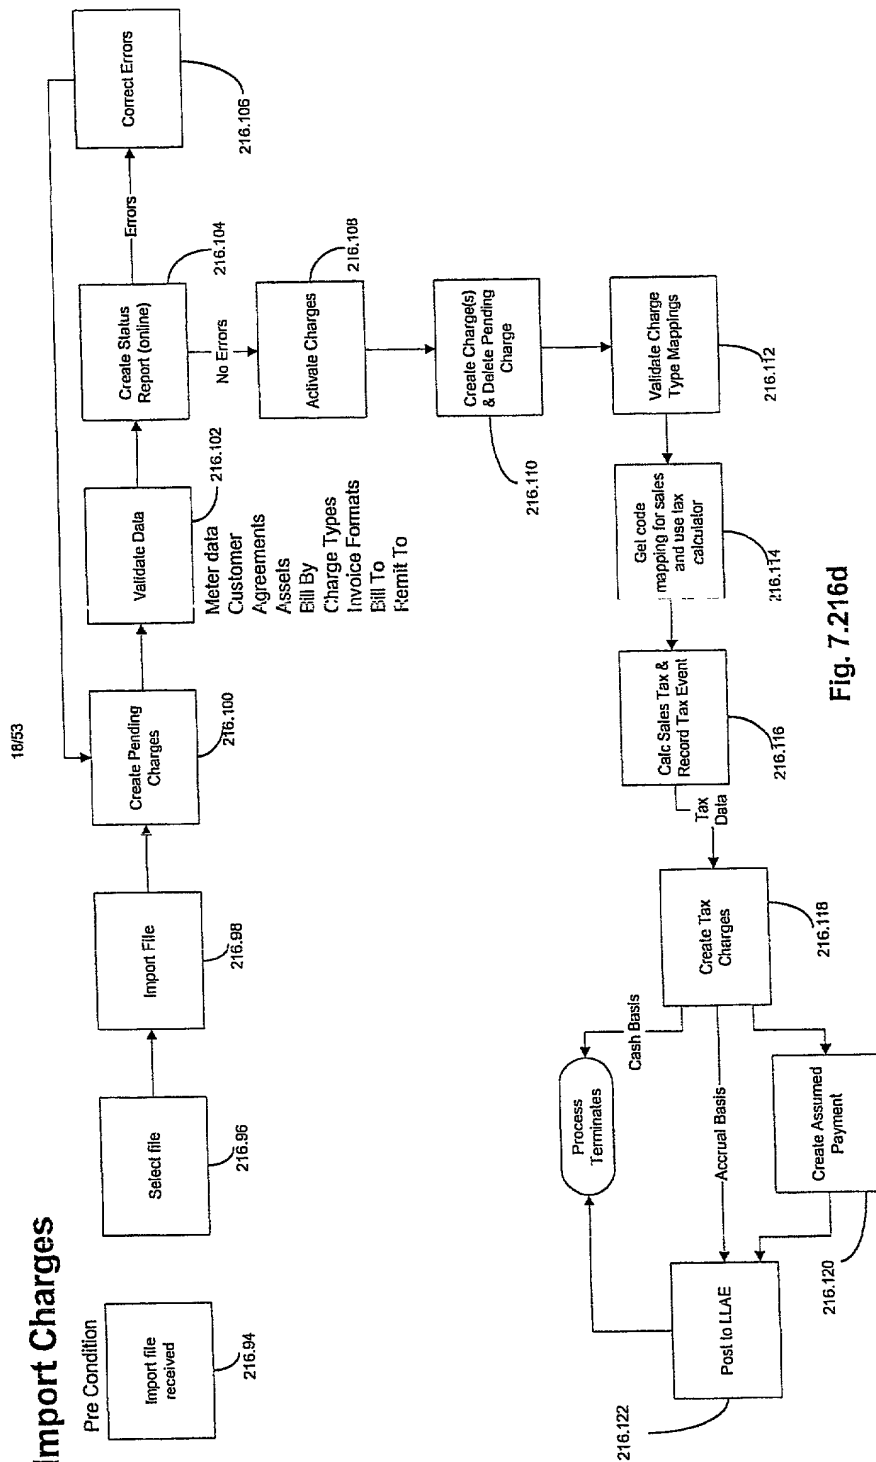 18/53
Import Charges
Pre Condition
Import file
received
216.94
Select file
216.96
Import File
216.98
Create Pending
Charges
216.100
Validate Data
216.102
Meter data
Customer
Agreements
Assets
Bill By
Charge Types
Invoice Formats
Bill To
Remit To
Create Status
Report (online)
216.104
Errors
Correct Errors
216.106
No Errors
Activate Charges
216.108
Create Charge(s)
& Delete Pending
Charge
216.110
Validate Charge
Type Mappings
216.112
Get code
mapping for sales
and use tax
calculator
216.114
Calc Sales Tax &
Record Tax Event
216.116
Tax
Data
Create Tax
Charges
216.118
Cash Basis
Process
Terminates
Accrual Basis
Create Assumed
Payment
216.120
Post to LLAE
216.122
Fig. 7.216d